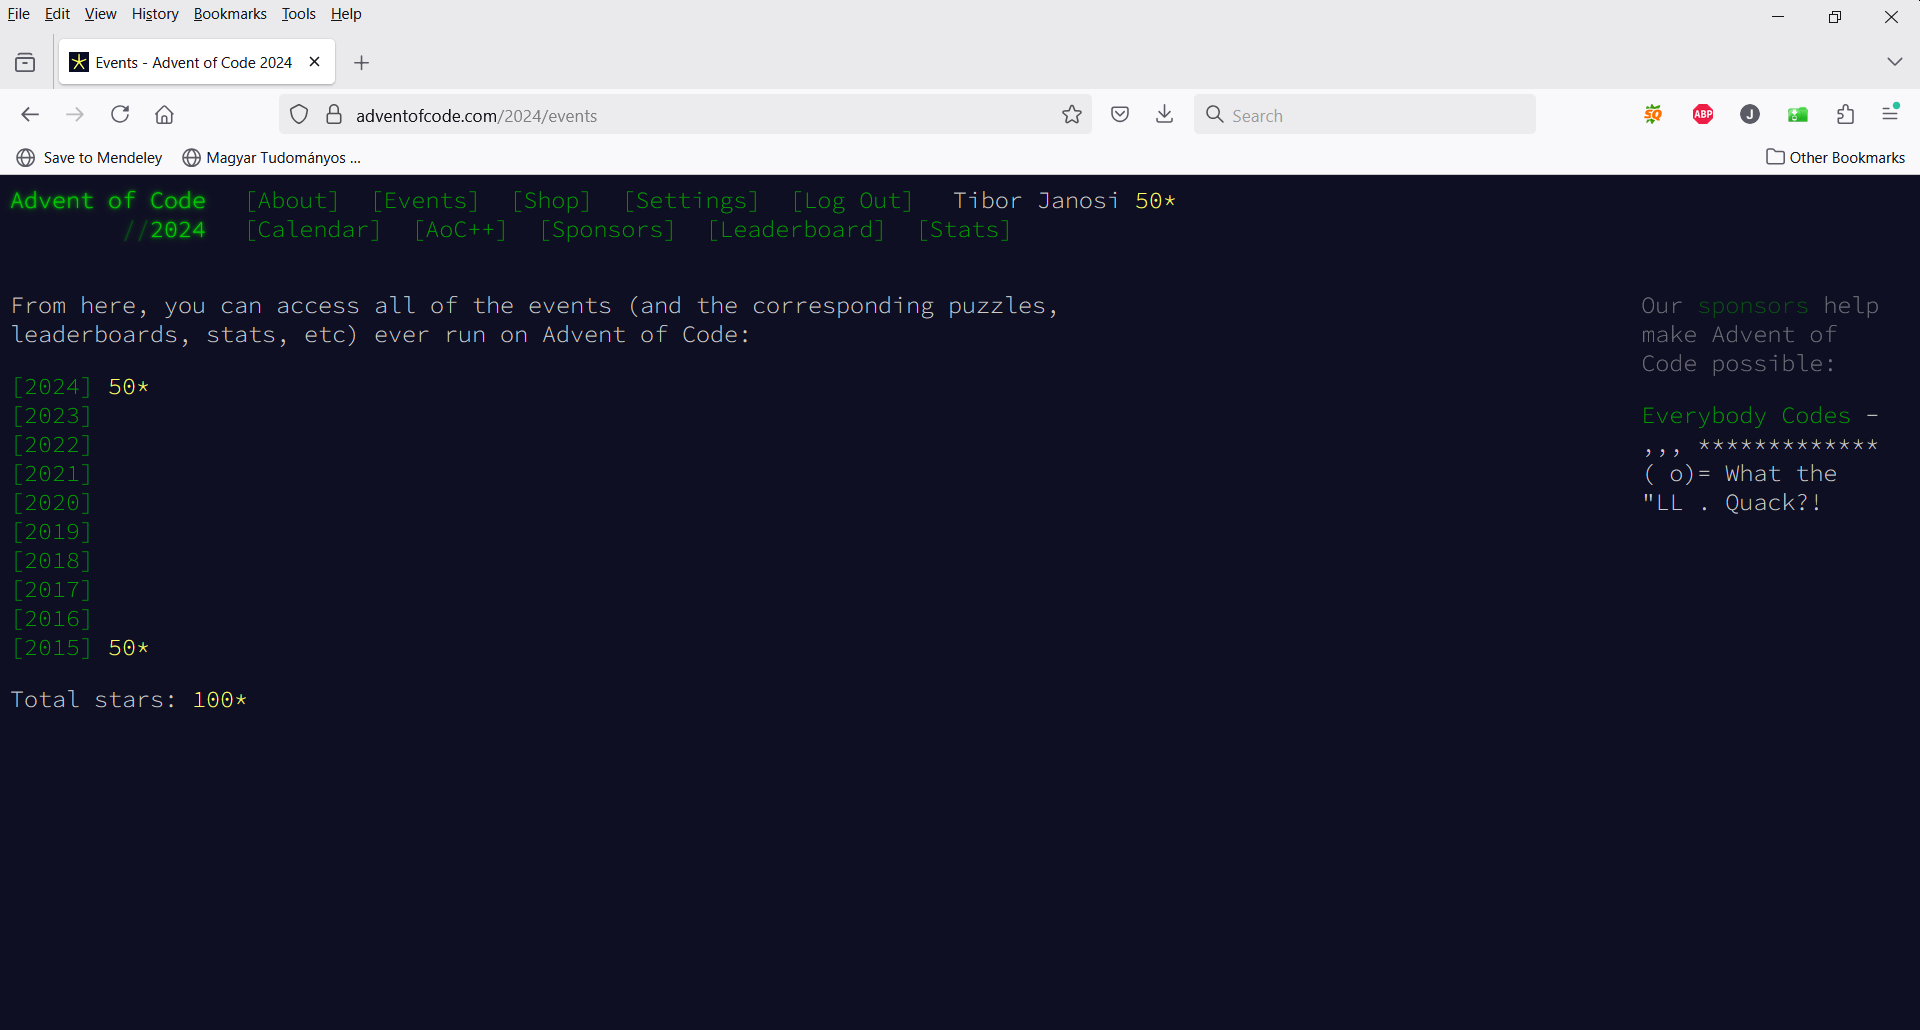 File Edit View History Bookmarks Tools Help
Events - Advent of Code 2024
adventofcode.com/2024/events
Search
SO
ABP
J
Save to Mendeley Magyar Tudományos ... Other Bookmarks
Advent of Code [About] [Events] [Shop] [Settings] [Log Out] Tibor Janosi 50*
//2024 [Calendar] [AoC++] [Sponsors] [Leaderboard] [Stats]
From here, you can access all of the events (and the corresponding puzzles,
leaderboards, stats, etc) ever run on Advent of Code:
[2024] 50*
[2023]
[2022]
[2021]
[2020]
[2019]
[2018]
[2017]
[2016]
[2015] 50*
Total stars: 100*
Our sponsors help
make Advent of
Code possible:
Everybody Codes -
,,, *************
( o)= What the
"LL . Quack?!